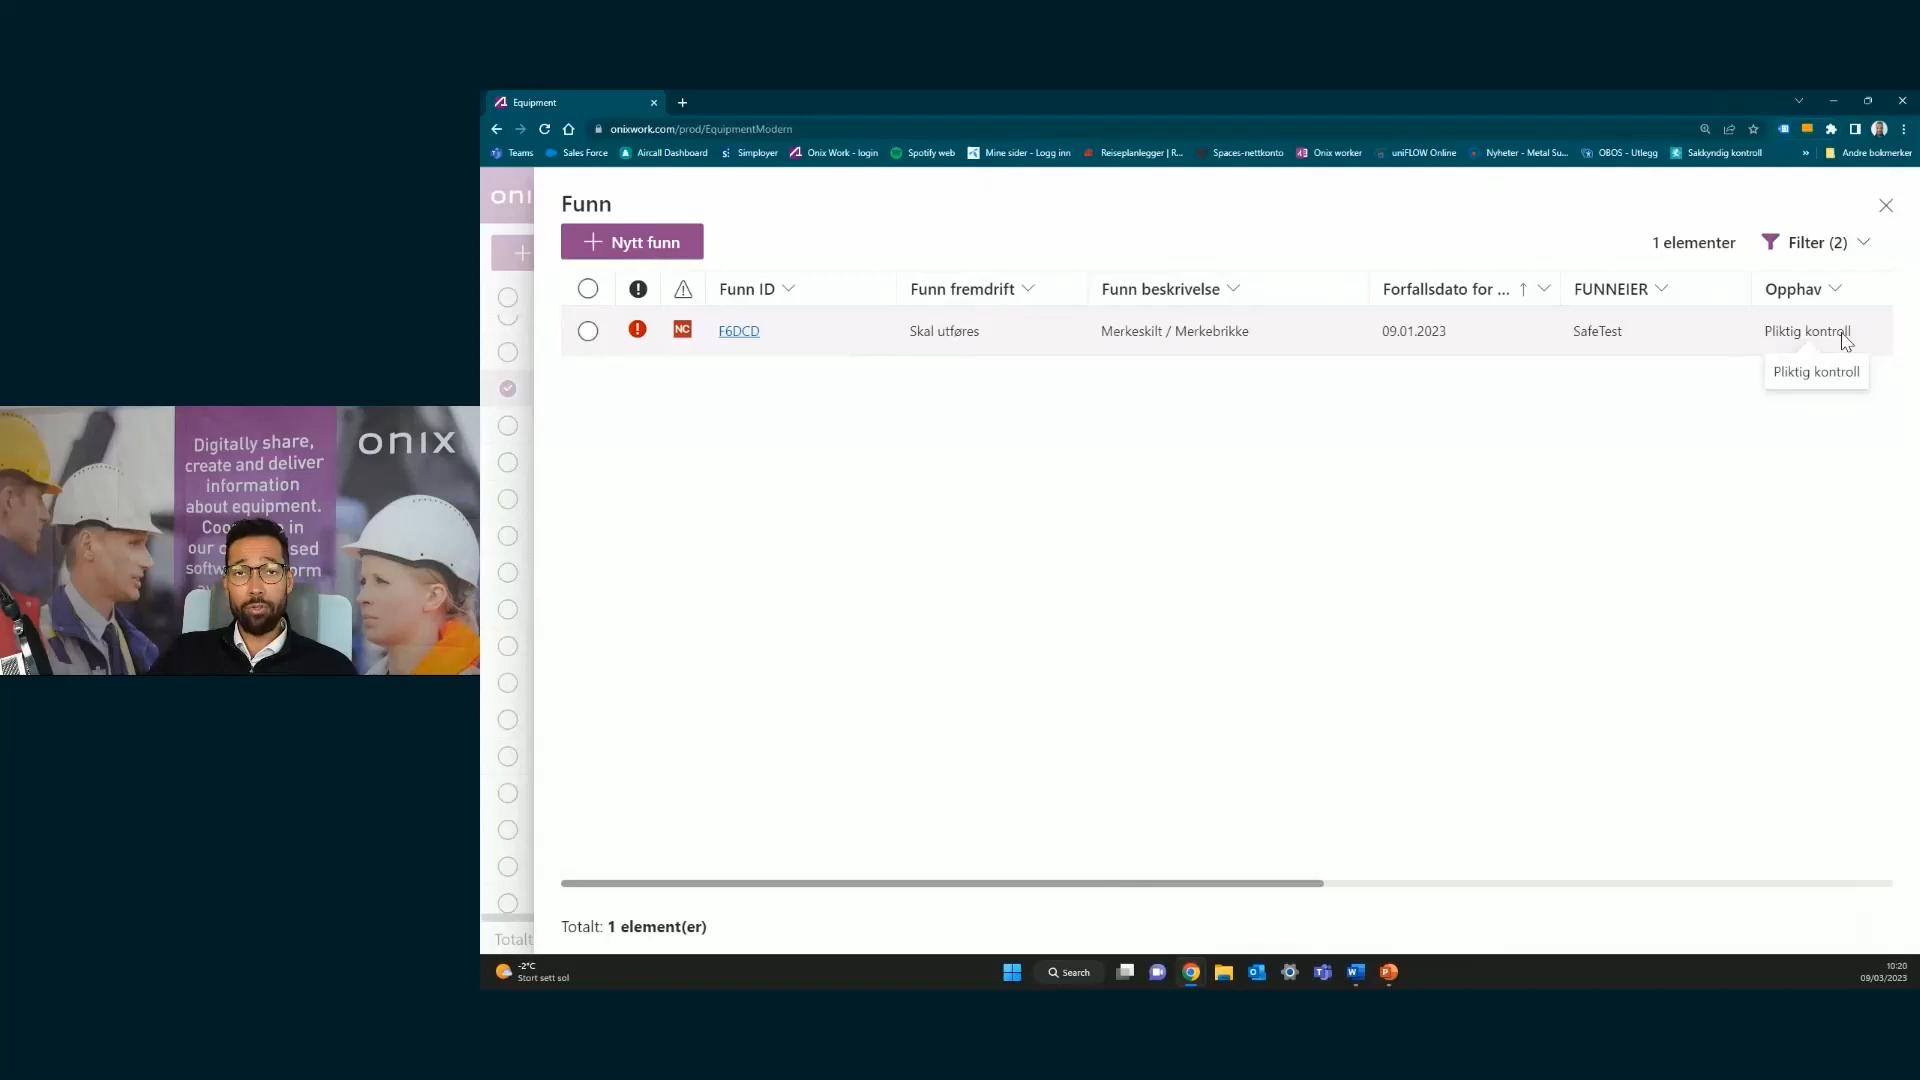 Equipment
onixwork.com/prod/EquipmentModern
Teams
Sales Force
Aircall Dashboard
Simployer
Onix Work - login
Spotify web
Mine sider - Logg inn
Reiseplanlegger | R...
Spaces-nettkonto
Onix worker
uniFLOW Online
Nyheter - Metal Su...
OBOS - Utlegg
Sakkyndig kontroll
»
Andre bokmerker
oni
Funn
+ Nytt funn
1 elementer
Filter (2)
Funn ID
Funn fremdrift
Funn beskrivelse
Forfallsdato for ... ↑
FUNNEIER
Opphav
NC
F6DCD
Skal utføres
Merkeskilt / Merkebrikke
09.01.2023
SafeTest
Pliktig kontroll
Pliktig kontroll
Digitally share,
create and deliver
information
about equipment.
in
our
onix
Totalt: 1 element(er)
Totalt
-2°C
Stort sett sol
Search
10:20
09/03/2023